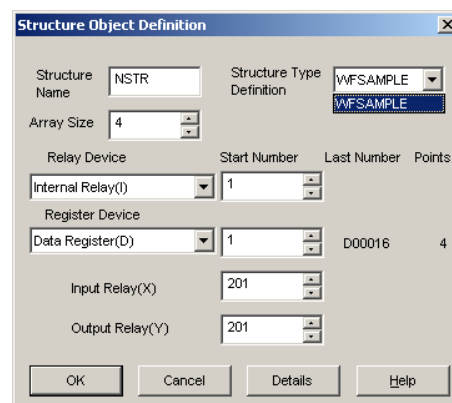 Structure Object Definition
Structure Name NSTR
Structure Type Definition WFSAMPLE
WFSAMPLE
Array Size 4
Relay Device Start Number Last Number Points
Internal Relay(I) 1
Register Device
Data Register(D) 1 D00016 4
Input Relay(X) 201
Output Relay(Y) 201
OK Cancel Details Help